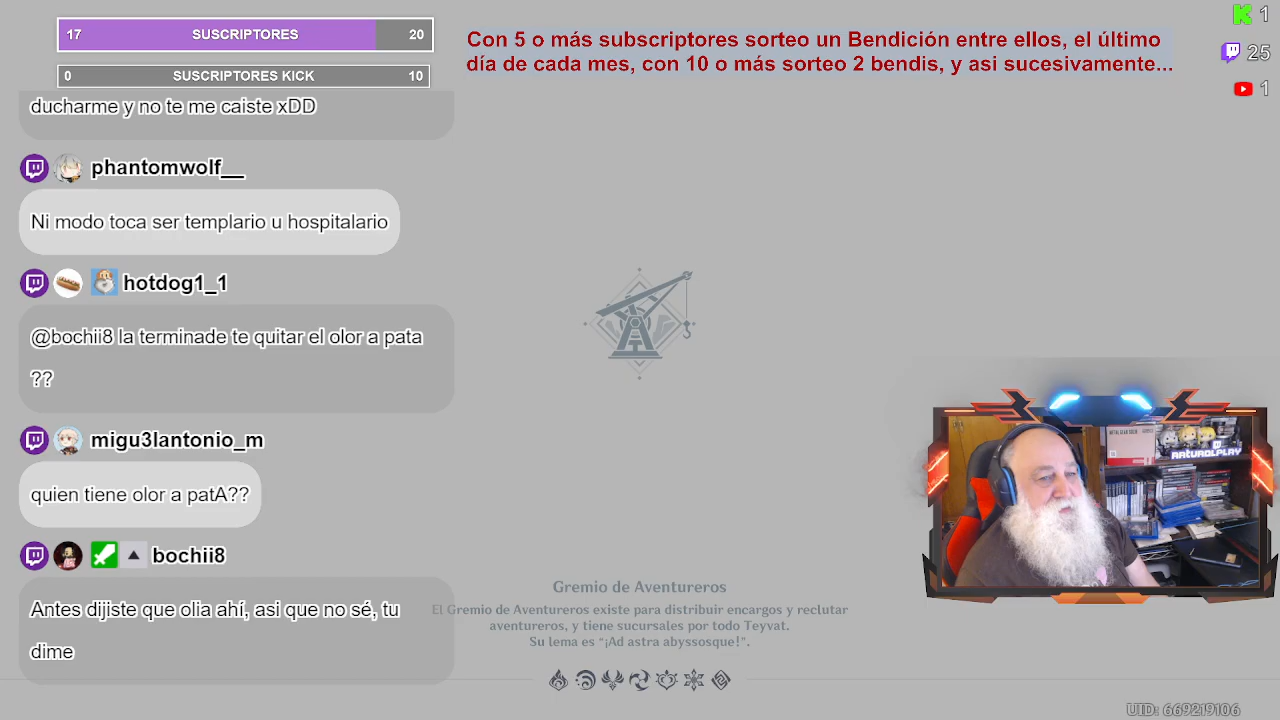 17 SUSCRIPTORES 20
0 SUSCRIPTORES KICK 10
Con 5 o más subscriptores sorteo un Bendición entre ellos, el último
día de cada mes, con 10 o más sorteo 2 bendis, y asi sucesivamente...
1
25
1
ducharme y no te me caiste xDD
phantomwolf__
Ni modo toca ser templario u hospitalario
hotdog1_1
@bochii8 la terminade te quitar el olor a pata
??
migu3lantonio_m
quien tiene olor a patA??
bochii8
Antes dijiste que olia ahí, asi que no sé, tu
dime
ARTUROLPLAY
Gremio de Aventureros
El Gremio de Aventureros existe para distribuir encargos y reclutar
aventureros, y tiene sucursales por todo Teyvat.
Su lema es “¡Ad astra abyssosque!”.
UID: 669219106